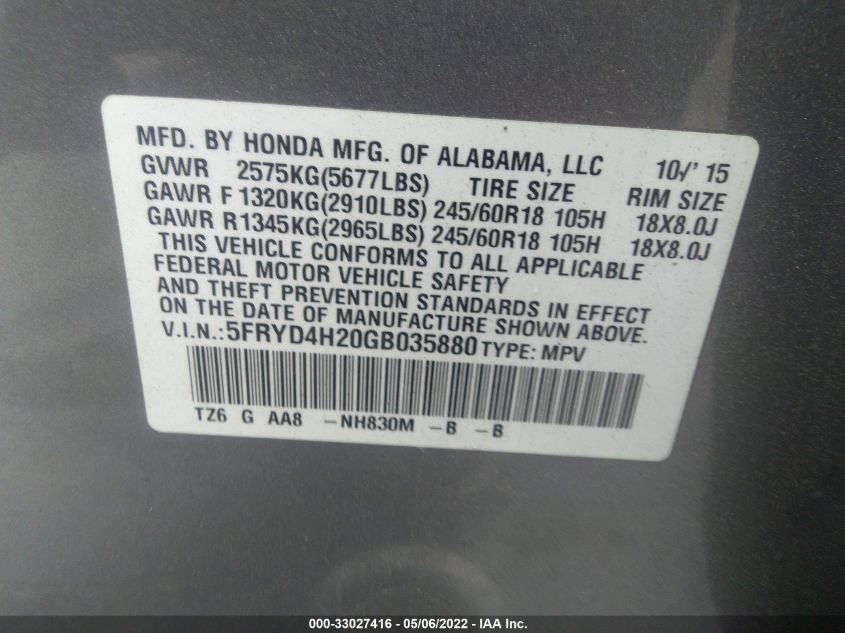 MFD. BY HONDA MFG. OF ALABAMA, LLC 10/' 15
GVWR 2575KG(5677LBS) TIRE SIZE RIM SIZE
GAWR F 1320KG(2910LBS) 245/60R18 105H 18X8.0J
GAWR R1345KG(2965LBS) 245/60R18 105H 18X8.0J
THIS VEHICLE CONFORMS TO ALL APPLICABLE
FEDERAL MOTOR VEHICLE SAFETY
AND THEFT PREVENTION STANDARDS IN EFFECT
ON THE DATE OF MANUFACTURE SHOWN ABOVE.
V.I.N.:5FRYD4H20GB035880 TYPE: MPV
TZ6 G AA8 -NH830M -B -B
000-33027416 - 05/06/2022 - IAA Inc.